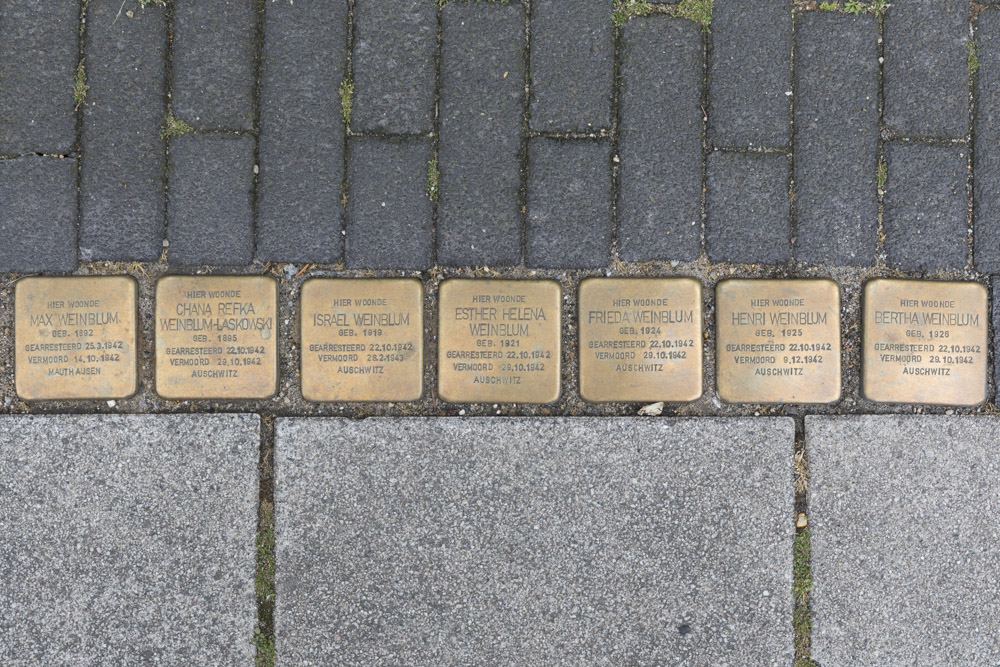 HIER WOONDE
MAX WEINBLUM
GEB. 1892
GEARRESTEERD 25.3.1942
VERMOORD 14.10.1942
MAUTHAUSEN
HIER WOONDE
CHANA REFKA
WEINBLUM-LASKOWSKI
GEB. 1895
GEARRESTEERD 22.10.1942
VERMOORD 29.10.1942
AUSCHWITZ
HIER WOONDE
ISRAEL WEINBLUM
GEB. 1919
GEARRESTEERD 22.10.1942
VERMOORD 28.2.1943
AUSCHWITZ
HIER WOONDE
ESTHER HELENA
WEINBLUM
GEB. 1921
GEARRESTEERD 22.10.1942
VERMOORD 29.10.1942
AUSCHWITZ
HIER WOONDE
FRIEDA WEINBLUM
GEB. 1924
GEARRESTEERD 22.10.1942
VERMOORD 29.10.1942
AUSCHWITZ
HIER WOONDE
HENRI WEINBLUM
GEB. 1925
GEARRESTEERD 22.10.1942
VERMOORD 9.12.1942
AUSCHWITZ
HIER WOONDE
BERTHA WEINBLUM
GEB. 1926
GEARRESTEERD 22.10.1942
VERMOORD 29.10.1942
AUSCHWITZ